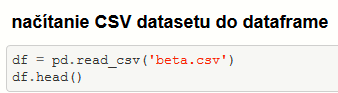 načítanie CSV datasetu do dataframe
df = pd.read_csv('beta.csv')
df.head()